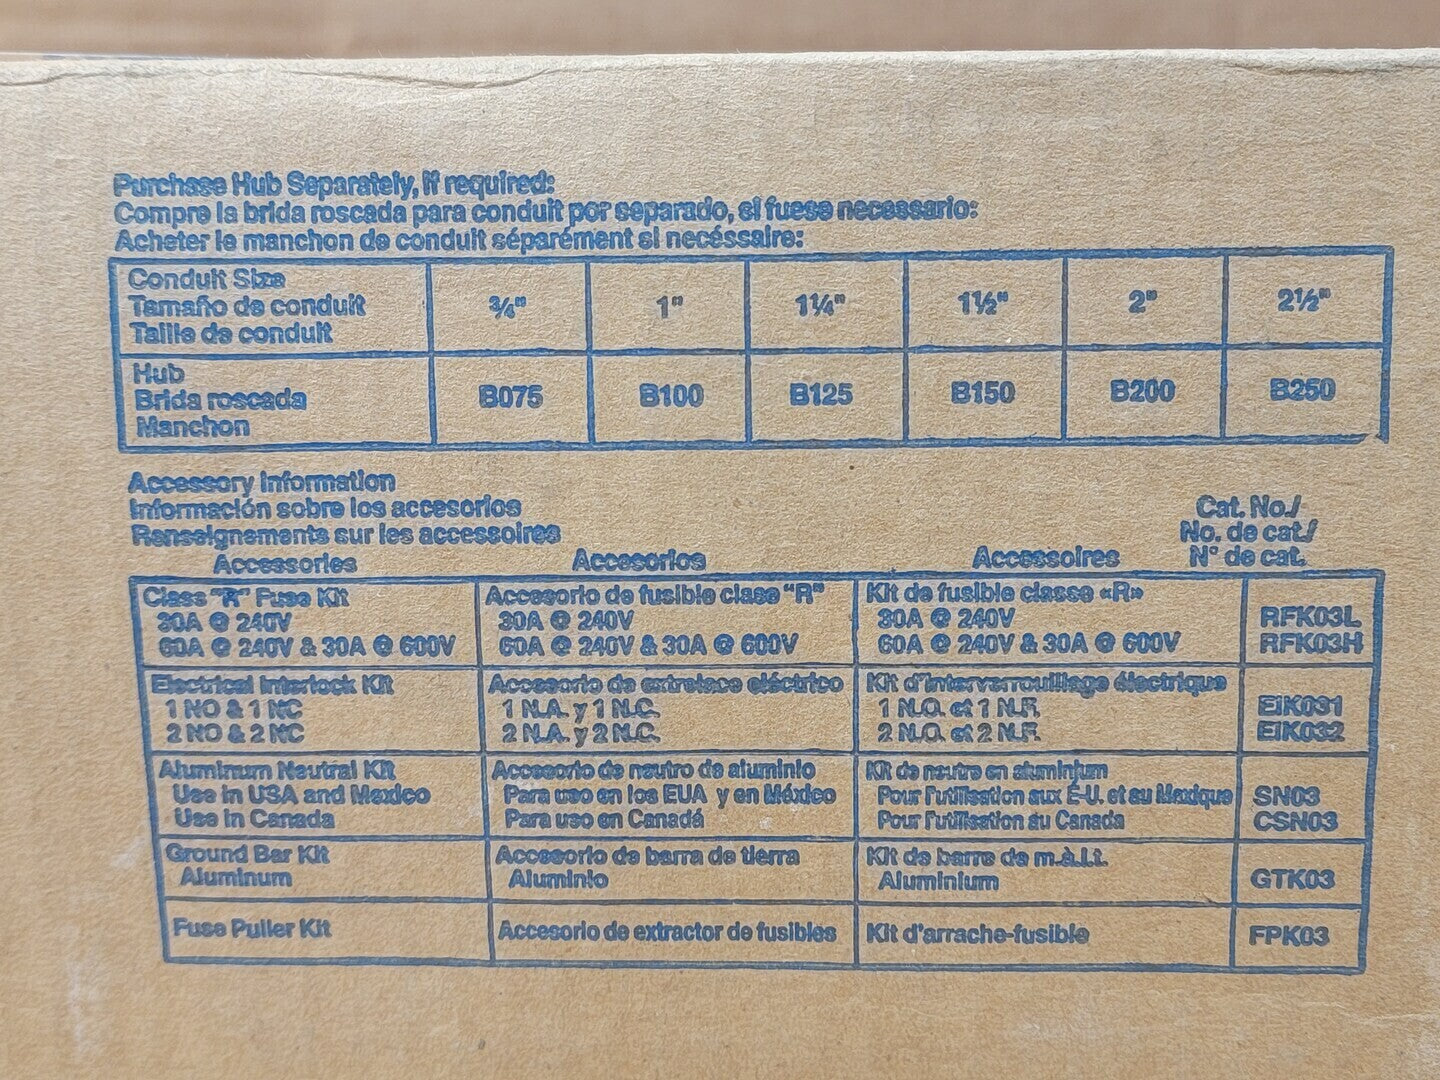 Purchase Hub Separately, if required:
Compre la brida roscada para conduit por separado, si fuese necessario:
Acheter le manchon de conduit séparément si necéssaire:
Conduit Size
Tamaño de conduit
Taille de conduit
3/4" 1" 1 1/4" 1 1/2" 2" 2 1/2"
Hub
Brida roscada
Manchon
B075 B100 B125 B150 B200 B250
Accessory Information
Información sobre los accesorios
Renseignements sur les accessoires
Cat. No./
No. de cat./
N° de cat.
Accessories Accesorios Accessoires
Class "R" Fuse Kit
30A @ 240V
60A @ 240V & 30A @ 600V
Accesorio de fusible clase "R"
30A @ 240V
60A @ 240V & 30A @ 600V
Kit de fusible classe «R»
30A @ 240V
60A @ 240V & 30A @ 600V
RFK03L
RFK03H
Electrical Interlock Kit
1 NO & 1 NC
2 NO & 2 NC
Accesorio de entrelace eléctrico
1 N.A. y 1 N.C.
2 N.A. y 2 N.C.
Kit d'interverrouillage électrique
1 N.O. et 1 N.F.
2 N.O. et 2 N.F.
EIK031
EIK032
Aluminum Neutral Kit
Use in USA and Mexico
Use in Canada
Accesorio de neutro de aluminio
Para uso en los EUA y en México
Para uso en Canadá
Kit de neutre en aluminium
Pour l'utilisation aux É-U. et au Mexique
Pour l'utilisation au Canada
SN03
CSN03
Ground Bar Kit
Aluminum
Accesorio de barra de tierra
Aluminio
Kit de barre de m.à.l.t.
Aluminium
GTK03
Fuse Puller Kit
Accesorio de extractor de fusibles
Kit d'arrache-fusible
FPK03